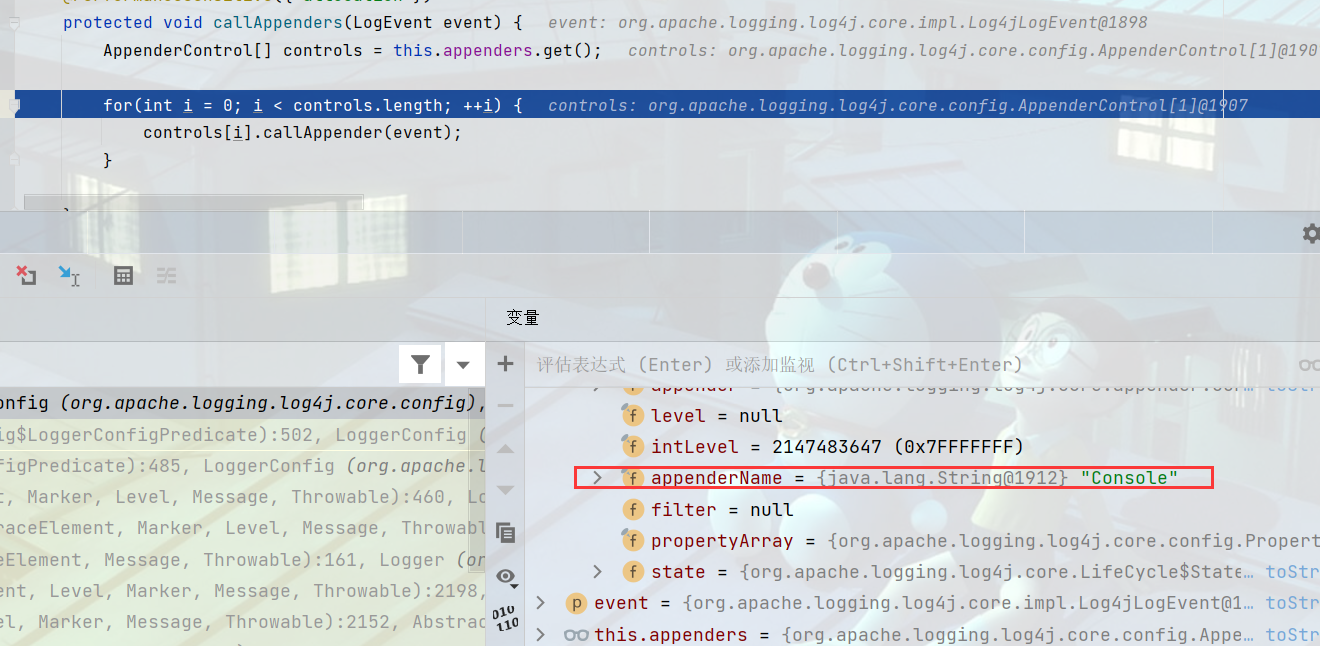 protected void callAppenders(LogEvent event) { event: org.apache.logging.log4j.core.impl.Log4jLogEvent@1898
AppenderControl[] controls = this.appenders.get(); controls: org.apache.logging.log4j.core.config.AppenderControl[1]@190
for(int i = 0; i < controls.length; ++i) { controls: org.apache.logging.log4j.core.config.AppenderControl[1]@1907
controls[i].callAppender(event);
}
变量
评估表达式 (Enter) 或添加监视 (Ctrl+Shift+Enter)
onfig (org.apache.logging.log4j.core.config),
ig$LoggerConfigPredicate):502, LoggerConfig (
figPredicate):485, LoggerConfig (org.apache.l
t, Marker, Level, Message, Throwable):460, Lo
raceElement, Marker, Level, Message, Throwabl
eElement, Message, Throwable):161, Logger (or
ent, Level, Marker, Message, Throwable):2198,
el, Marker, Message, Throwable):2152, Abstrac
level = null
intLevel = 2147483647 (0x7FFFFFFF)
appenderName = {java.lang.String@1912} "Console"
filter = null
propertyArray = {org.apache.logging.log4j.core.config.Propert
state = {org.apache.logging.log4j.core.LifeCycle$State… toStr
event = {org.apache.logging.log4j.core.impl.Log4jLogEvent@1… toStr
this.appenders = {org.apache.logging.log4j.core.config.Appe… toStr